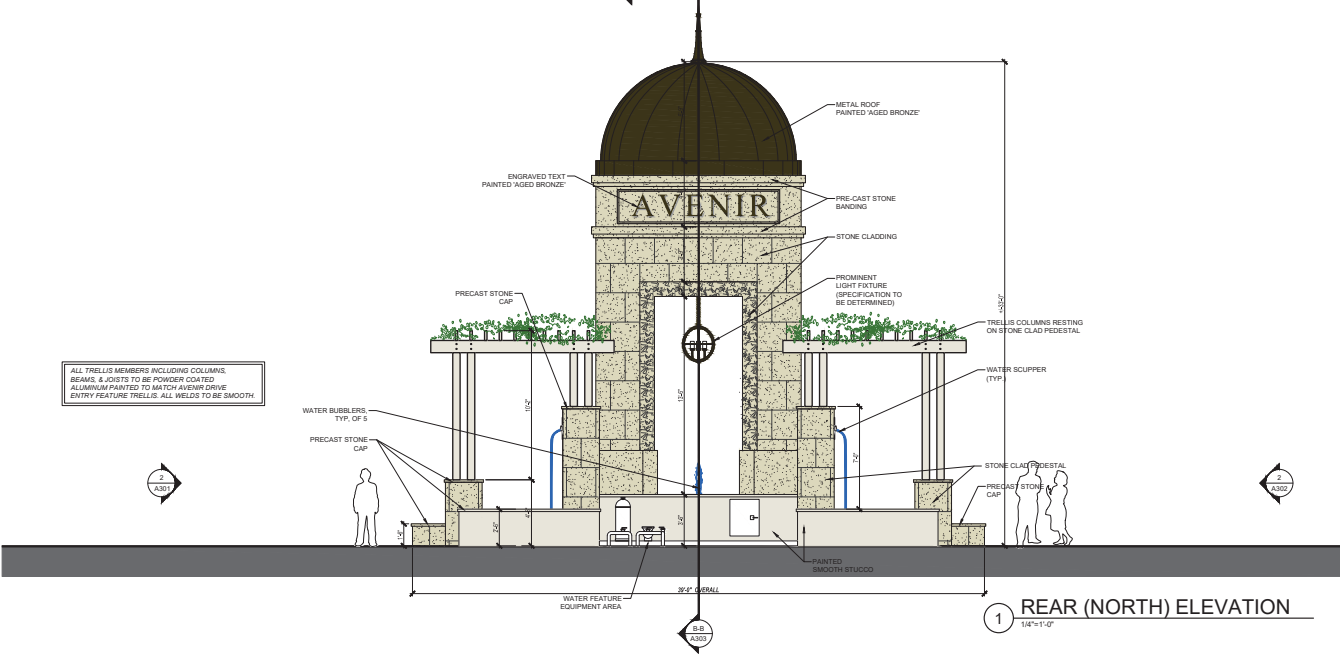 METAL ROOF
PAINTED 'AGED BRONZE'
ENGRAVED TEXT
PAINTED 'AGED BRONZE'
AVENIR
PRE-CAST STONE
BANDING
STONE CLADDING
PROMINENT
LIGHT FIXTURE
(SPECIFICATION TO
BE DETERMINED)
PRECAST STONE
CAP
TRELLIS COLUMNS RESTING
ON STONE CLAD PEDESTAL
ALL TRELLIS MEMBERS INCLUDING COLUMNS,
BEAMS, & JOISTS TO BE POWDER COATED
ALUMINUM PAINTED TO MATCH AVENIR DRIVE
ENTRY FEATURE TRELLIS. ALL WELDS TO BE SMOOTH.
WATER SCUPPER
(TYP.)
WATER BUBBLERS,
TYP, OF 5
PRECAST STONE
CAP
STONE CLAD PEDESTAL
PRECAST STONE
CAP
2
A301
2
A302
PAINTED
SMOOTH STUCCO
OVERALL
WATER FEATURE
EQUIPMENT AREA
B-B
A303
1
REAR (NORTH) ELEVATION
1/4"=1'-0"